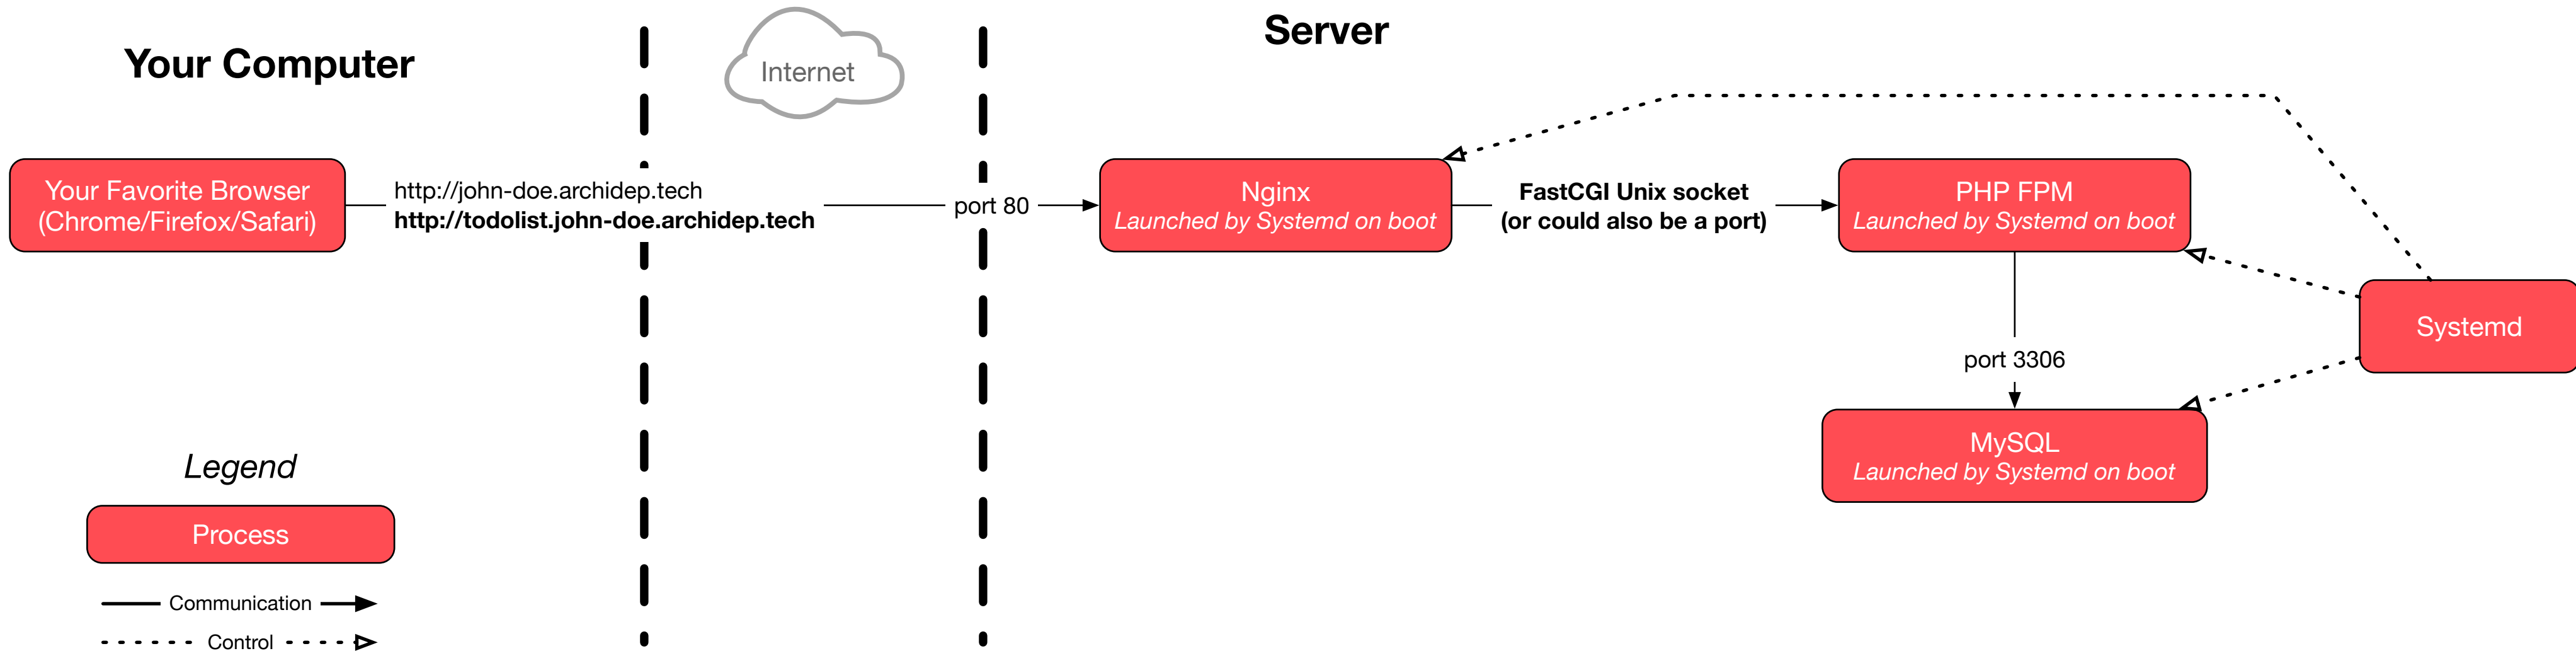 Your Computer
Internet
Server
Your Favorite Browser
(Chrome/Firefox/Safari)
http://john-doe.archidep.tech
http://todolist.john-doe.archidep.tech
port 80
Nginx
Launched by Systemd on boot
FastCGI Unix socket
(or could also be a port)
PHP FPM
Launched by Systemd on boot
Systemd
port 3306
MySQL
Launched by Systemd on boot
Legend
Process
Communication
Control